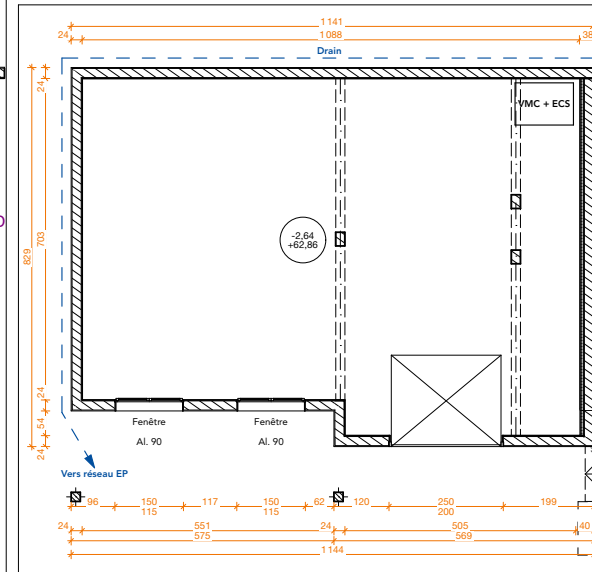 1141
24 1088 38
Drain
24
VMC + ECS
-2,64
+62,86
703
829
24
54
24
Fenêtre Fenêtre
Al. 90 Al. 90
Vers réseau EP
96 150 117 150 62 120 250 199
115 115 200
24 551 24 505 40
575 569
1144